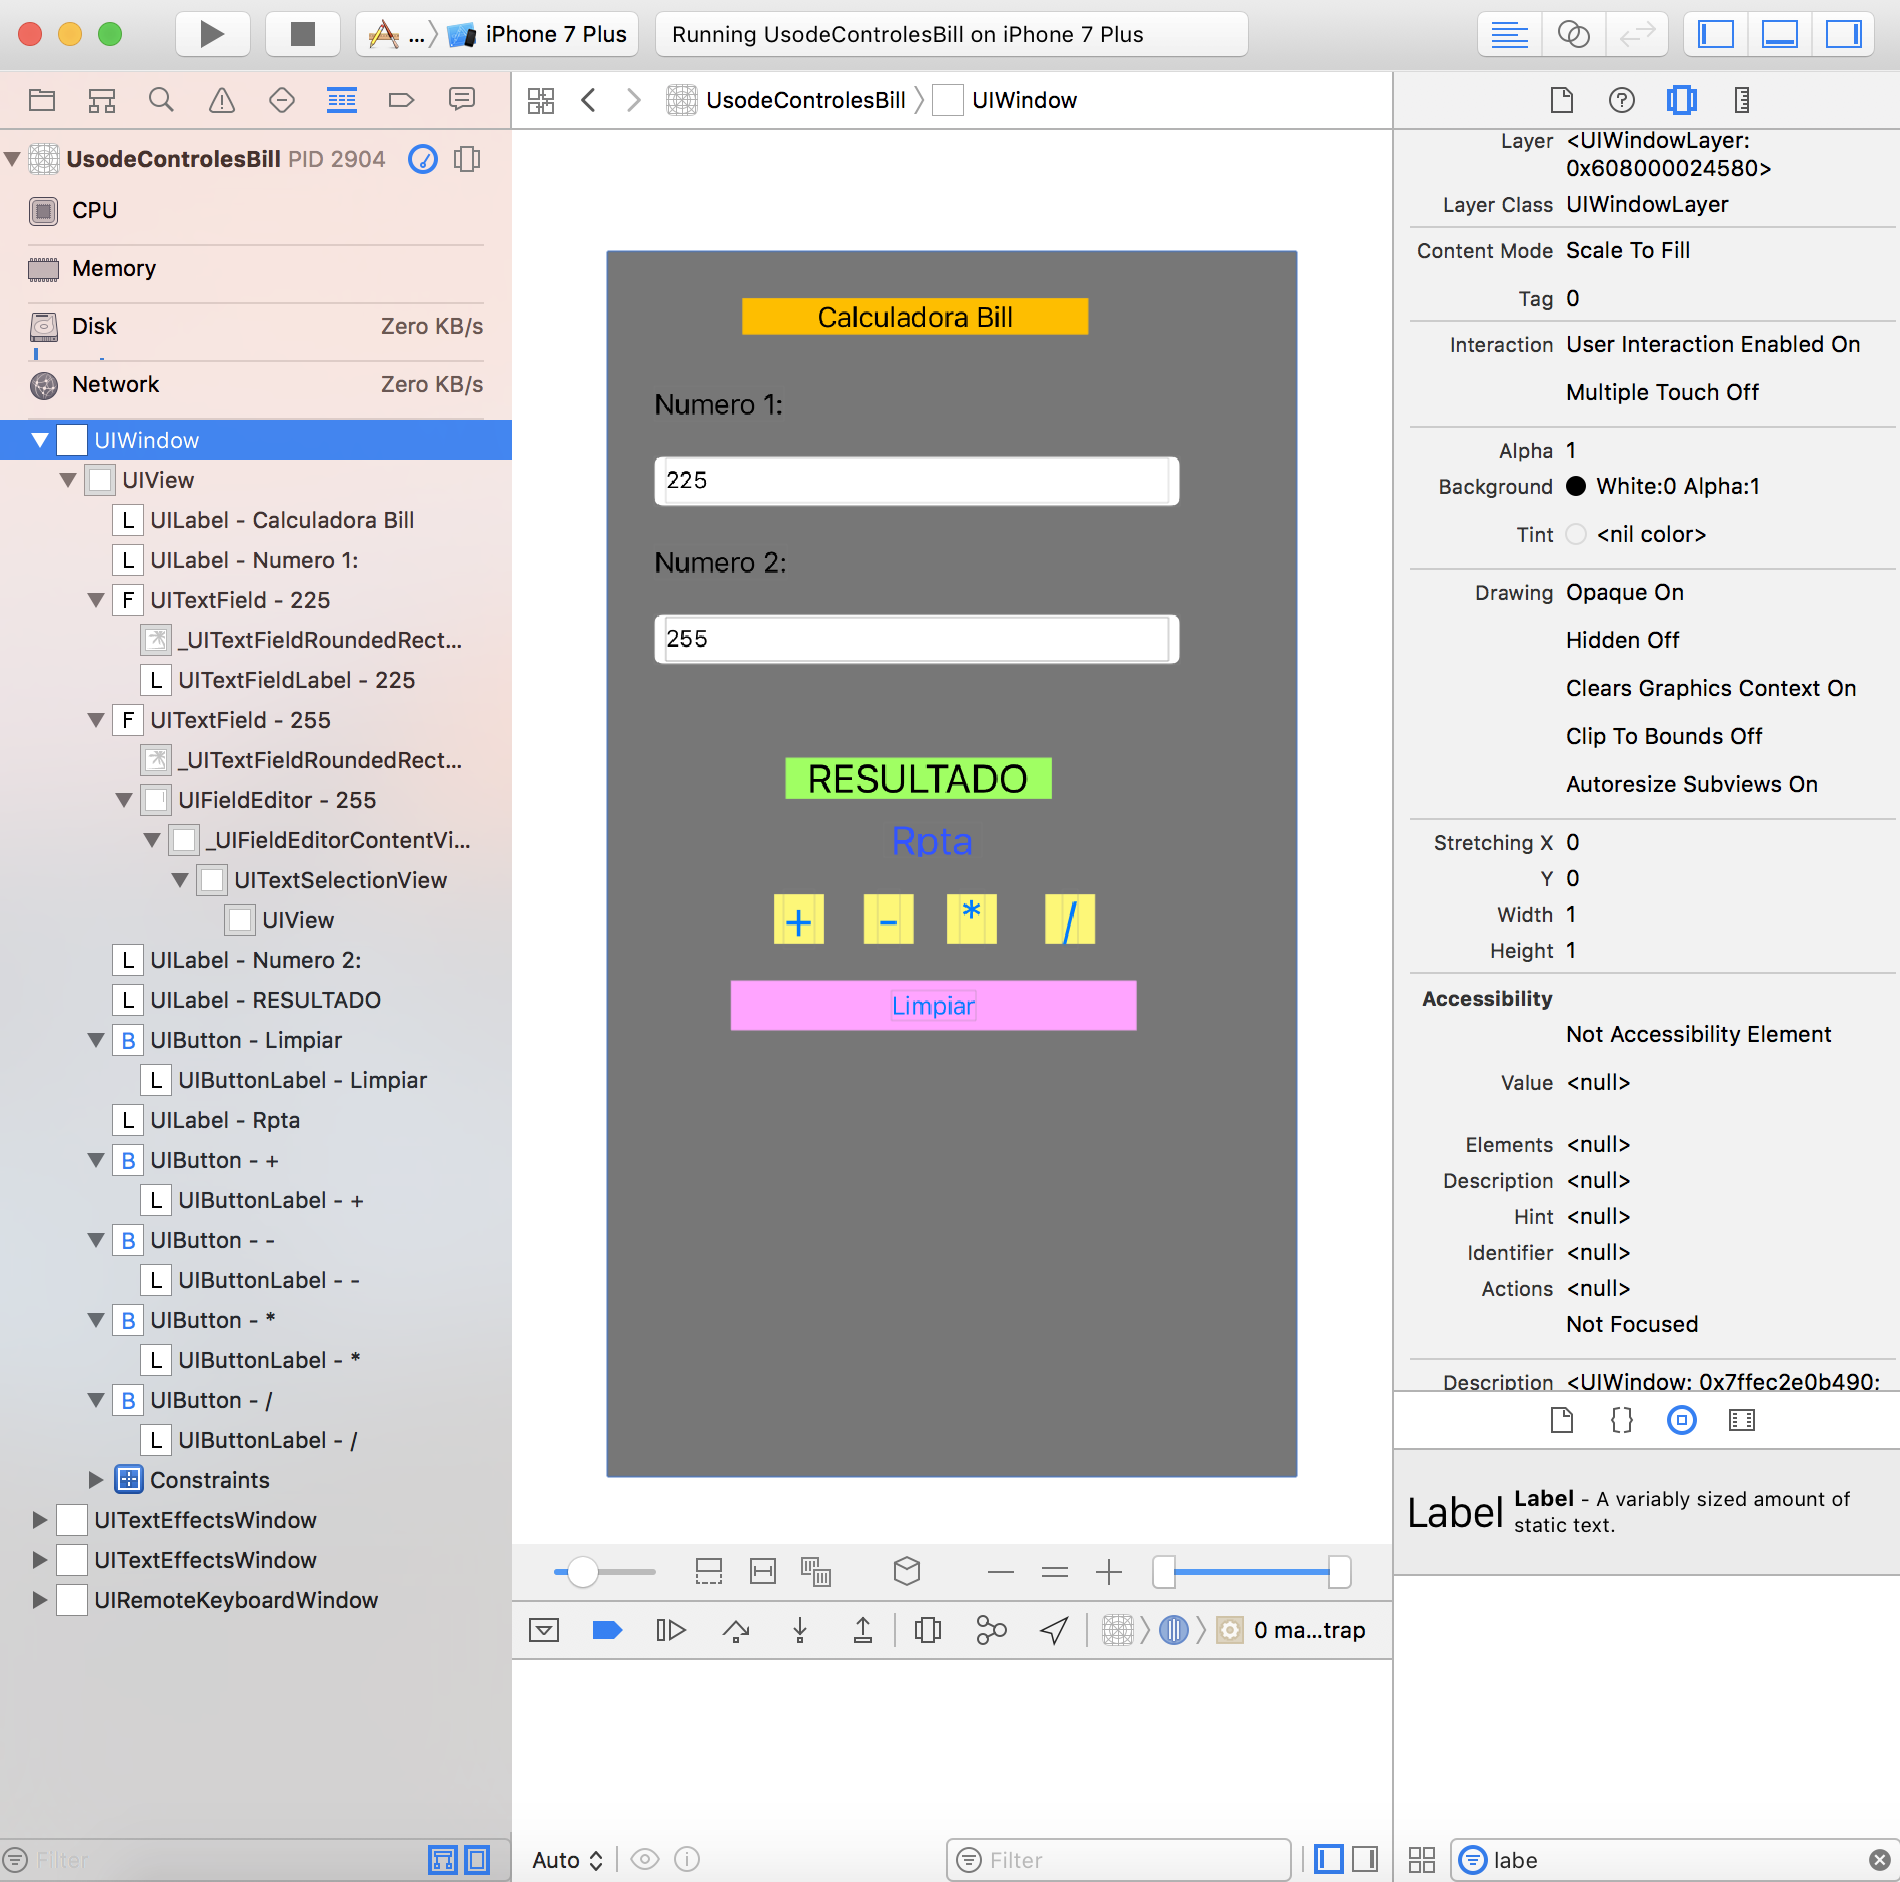 ... iPhone 7 Plus
Running UsodeControlesBill on iPhone 7 Plus
UsodeControlesBill PID 2904
CPU
Memory
Disk Zero KB/s
Network Zero KB/s
UIWindow
UIView
L UILabel - Calculadora Bill
L UILabel - Numero 1:
F UITextField - 225
_UITextFieldRoundedRect...
L UITextFieldLabel - 225
F UITextField - 255
_UITextFieldRoundedRect...
UIFieldEditor - 255
_UIFieldEditorContentVi...
UITextSelectionView
UIView
L UILabel - Numero 2:
L UILabel - RESULTADO
B UIButton - Limpiar
L UIButtonLabel - Limpiar
L UILabel - Rpta
B UIButton - +
L UIButtonLabel - +
B UIButton - -
L UIButtonLabel - -
B UIButton - *
L UIButtonLabel - *
B UIButton - /
L UIButtonLabel - /
Constraints
UITextEffectsWindow
UITextEffectsWindow
UIRemoteKeyboardWindow
Filter
UsodeControlesBill UIWindow
Calculadora Bill
Numero 1:
225
Numero 2:
255
RESULTADO
Rpta
+ - * /
Limpiar
0 ma...trap
Auto
Filter
Layer <UIWindowLayer:
0x608000024580>
Layer Class UIWindowLayer
Content Mode Scale To Fill
Tag 0
Interaction User Interaction Enabled On
Multiple Touch Off
Alpha 1
Background White:0 Alpha:1
Tint <nil color>
Drawing Opaque On
Hidden Off
Clears Graphics Context On
Clip To Bounds Off
Autoresize Subviews On
Stretching X 0
Y 0
Width 1
Height 1
Accessibility
Not Accessibility Element
Value <null>
Elements <null>
Description <null>
Hint <null>
Identifier <null>
Actions <null>
Not Focused
Description <UIWindow: 0x7ffec2e0b490;
Label Label - A variably sized amount of
static text.
labe